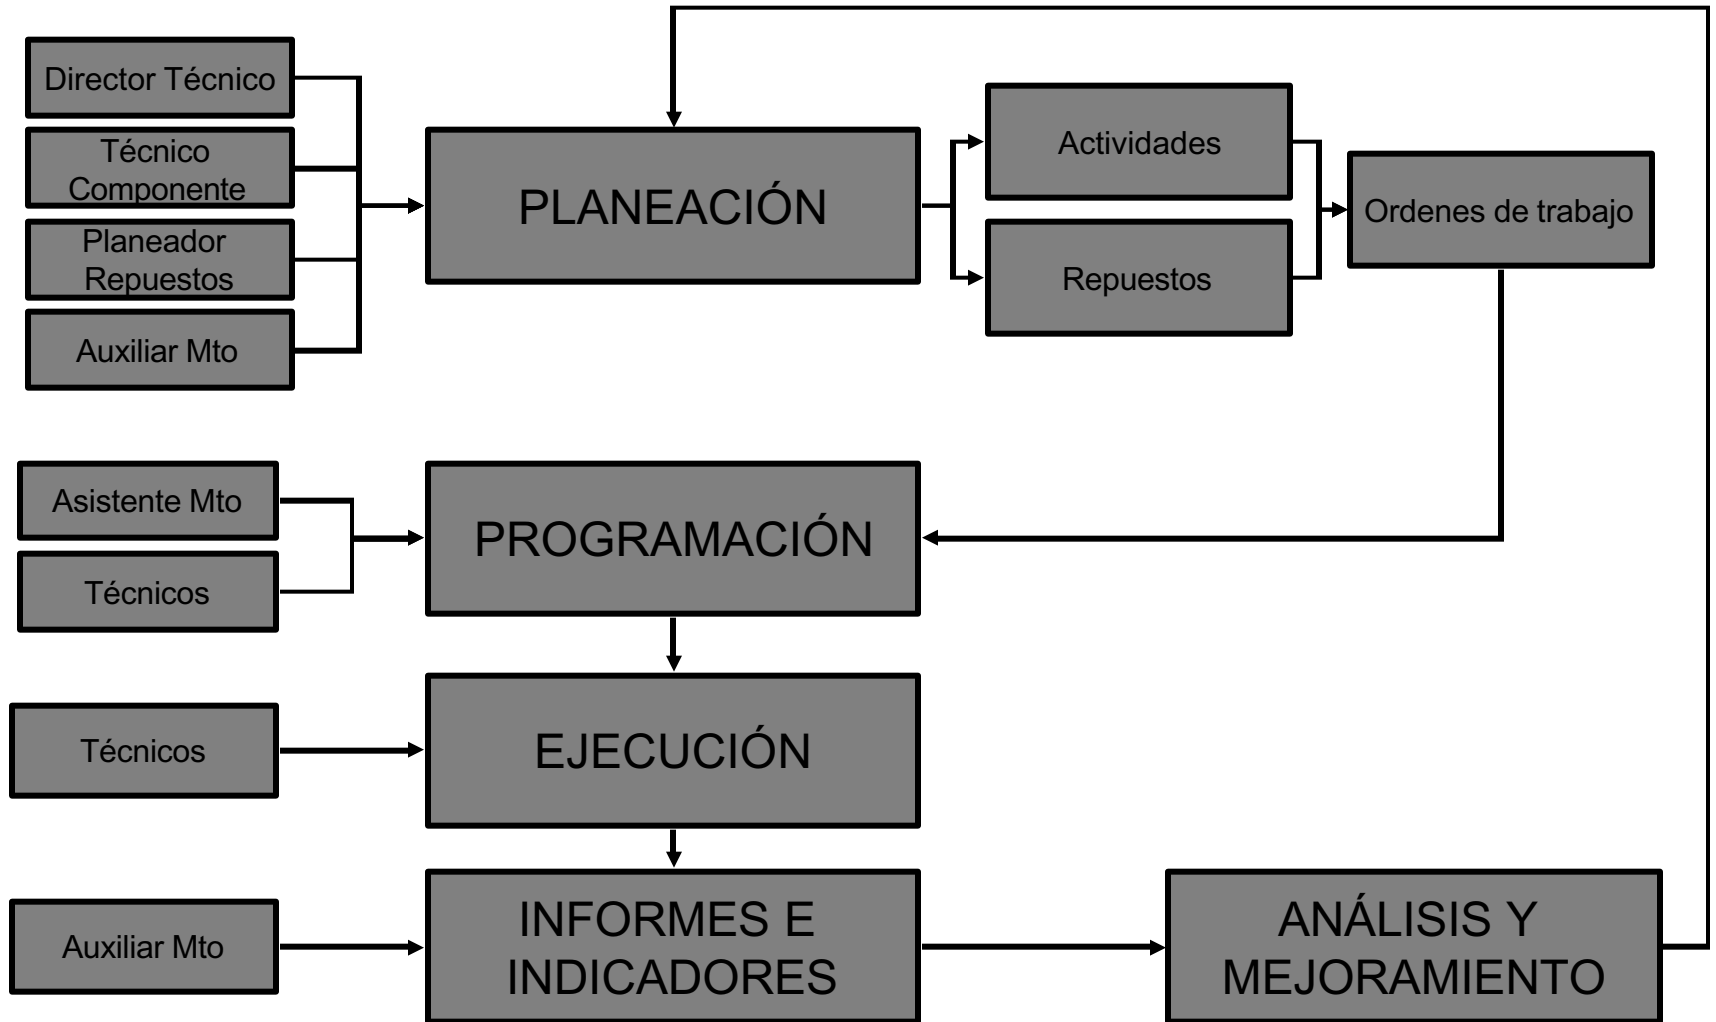 Director Técnico
Técnico
Componente
Planeador
Repuestos
Auxiliar Mto
PLANEACIÓN
Actividades
Repuestos
Ordenes de trabajo
Asistente Mto
Técnicos
PROGRAMACIÓN
Técnicos
EJECUCIÓN
Auxiliar Mto
INFORMES E
INDICADORES
ANÁLISIS Y
MEJORAMIENTO